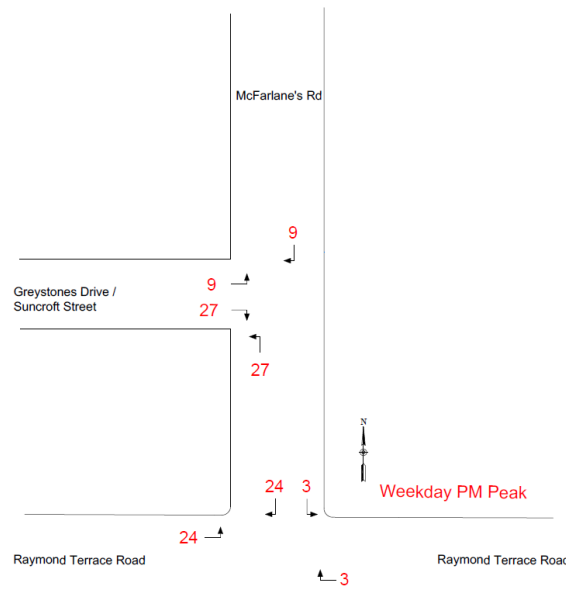 McFarlane's Rd
9
9
Greystones Drive /
Suncroft Street
27
27
N
24 3
Weekday PM Peak
24
Raymond Terrace Road
Raymond Terrace Road
3